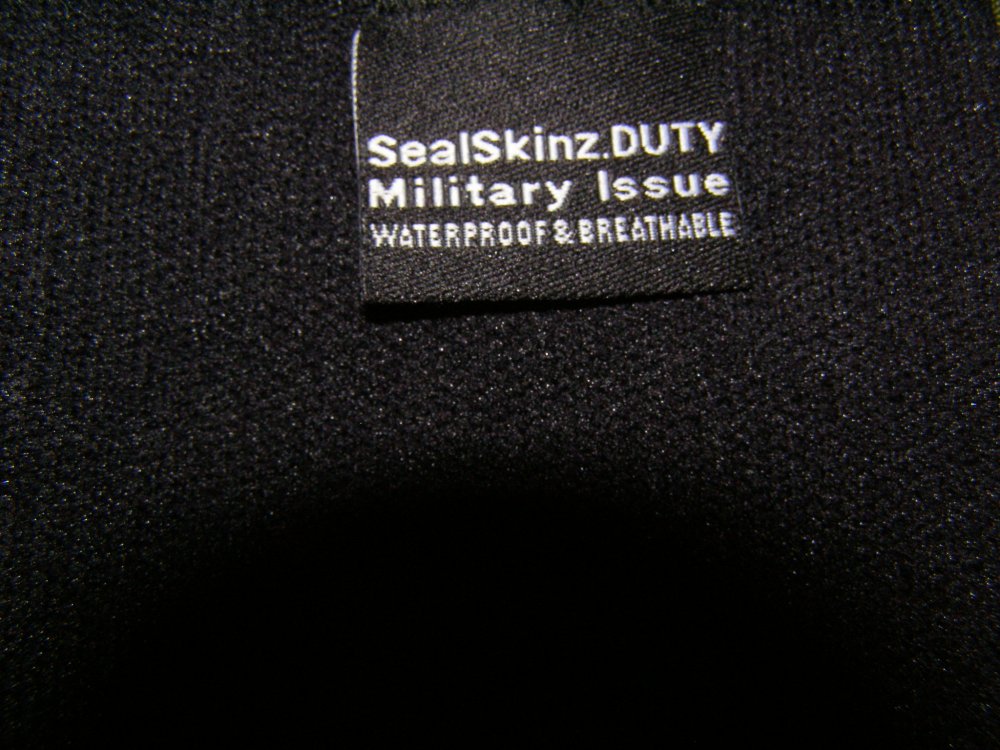 SealSkinz.DUTY
Military Issue
WATERPROOF & BREATHABLE